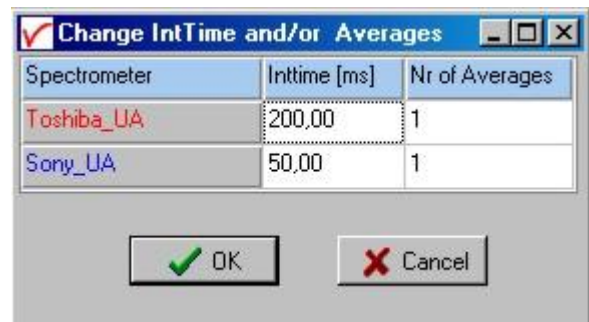 Change IntTime and/or Averages
Spectrometer Inttime [ms] Nr of Averages
Toshiba_UA 200,00 1
Sony_UA 50,00 1
OK Cancel